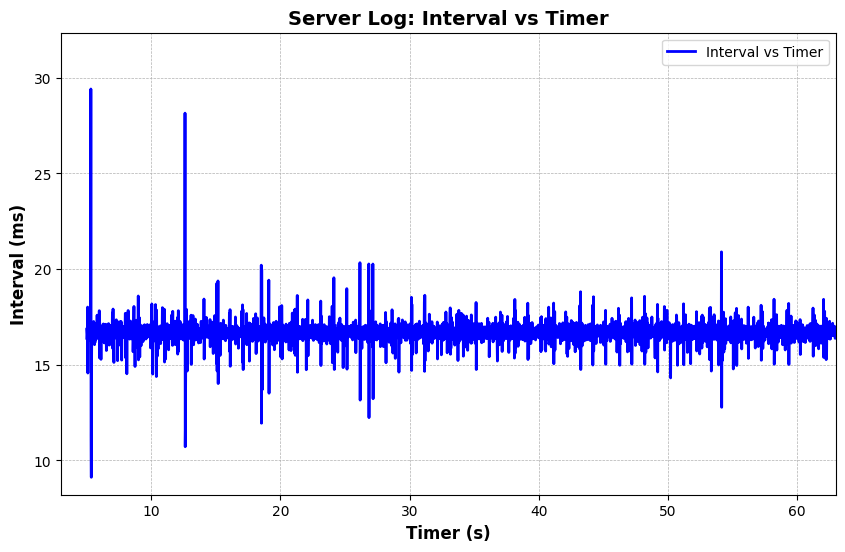 Server Log: Interval vs Timer
Interval vs Timer
30
25
20
15
10
Interval (ms)
10 20 30 40 50 60
Timer (s)